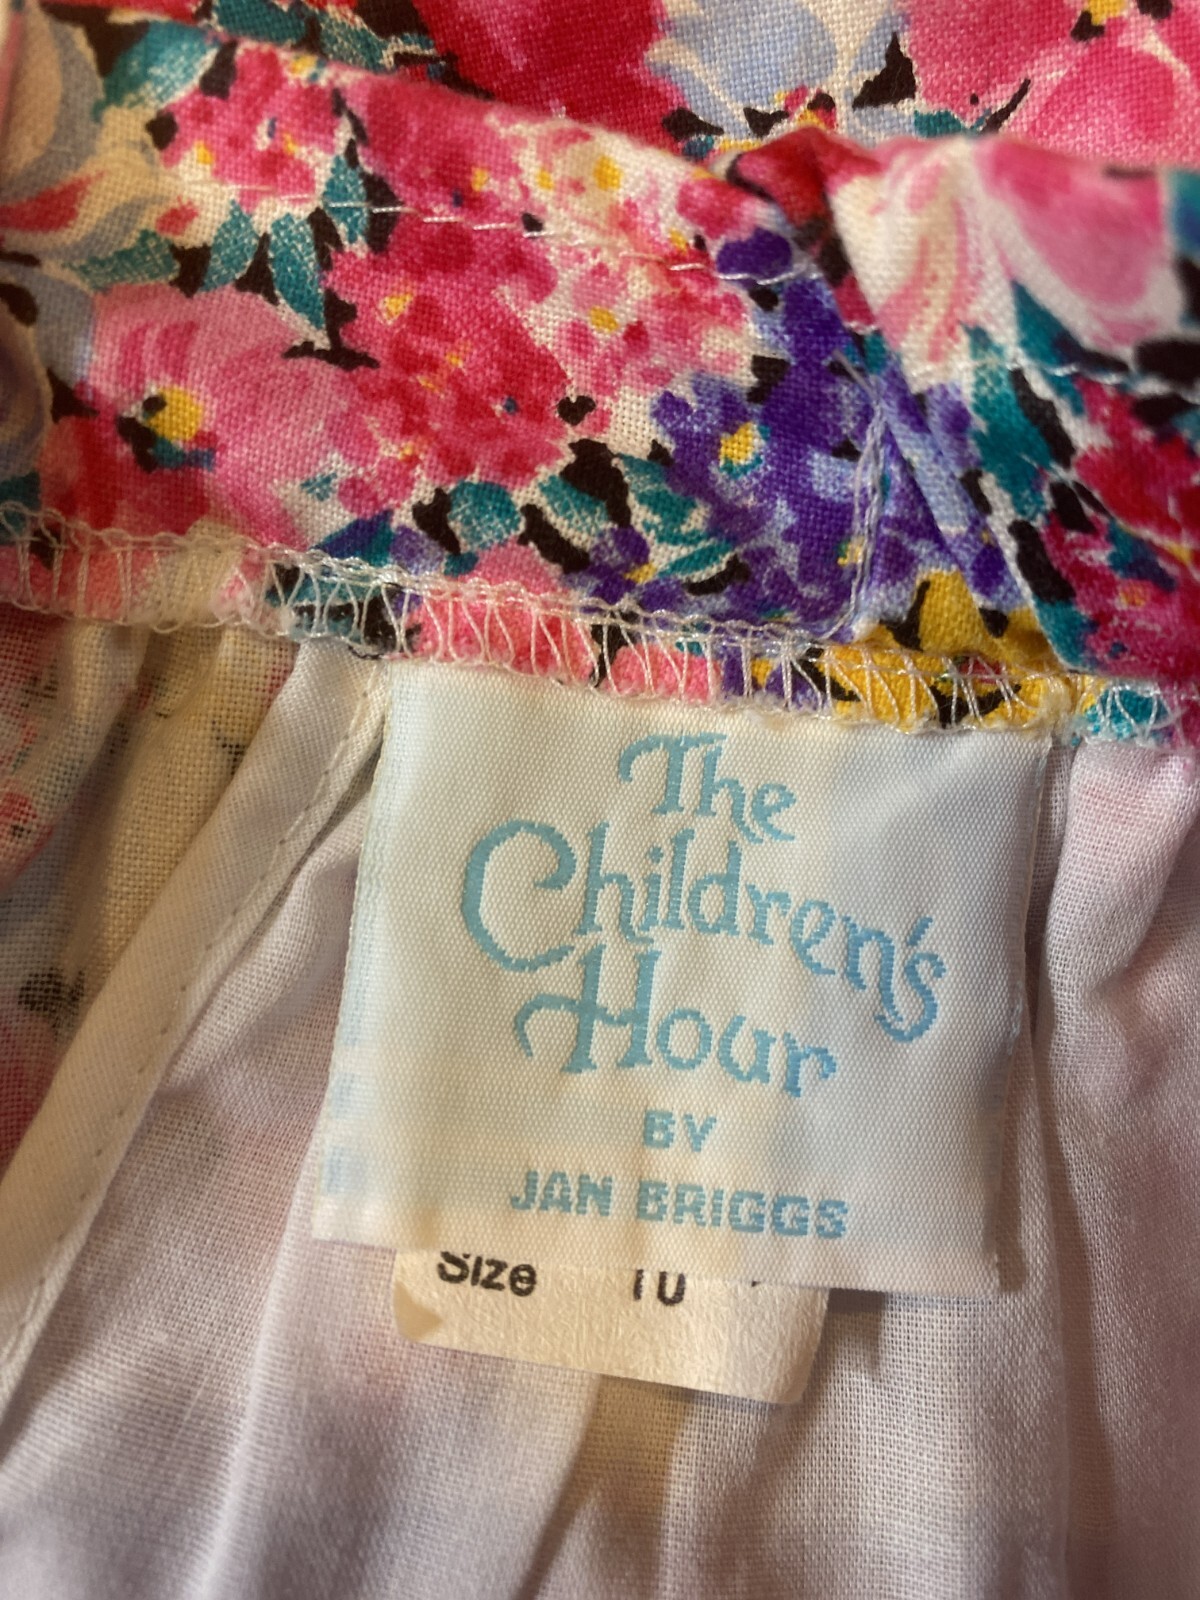 The
Children's
Hour
BY
JAN BRIGGS
Size 10